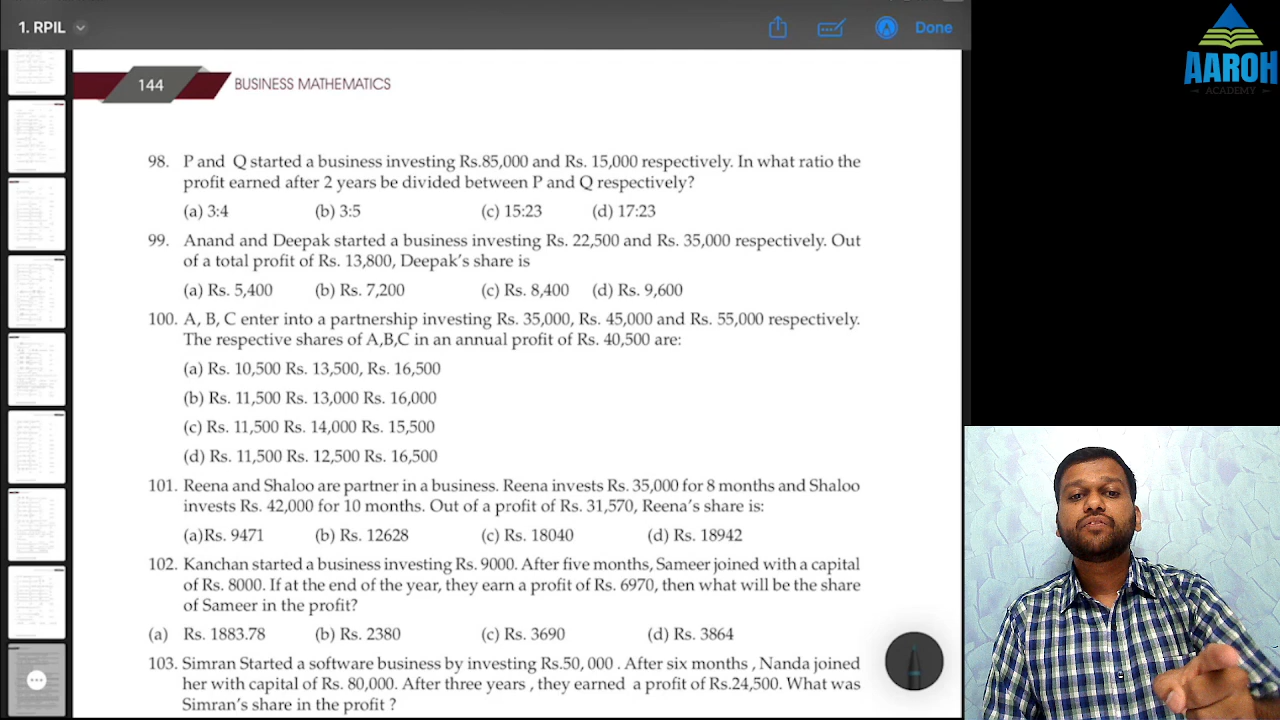 1. RPIL
Done
AAROH
ACADEMY
144
BUSINESS MATHEMATICS
98. P and Q started a business investing Rs.85,000 and Rs. 15,000 respectively. In what ratio the
profit earned after 2 years be divided between P and Q respectively?
(a) 3:4 (b) 3:5 (c) 15:23 (d) 17:23
99. and Deepak started a business investing Rs. 22,500 and Rs. 35,000 respectively. Out
of a total profit of Rs. 13,800, Deepak's share is
(a) Rs. 5,400 (b) Rs. 7,200 (c) Rs. 8,400 (d) Rs. 9,600
100. A, B, C enter into a partnership investing Rs. 35,000, Rs. 45,000 and Rs. 55,000 respectively.
The respective shares of A,B,C in an annual profit of Rs. 40,500 are:
(a) Rs. 10,500 Rs. 13,500, Rs. 16,500
(b) Rs. 11,500 Rs. 13,000 Rs. 16,000
(c) Rs. 11,500 Rs. 14,000 Rs. 15,500
(d) Rs. 11,500 Rs. 12,500 Rs. 16,500
101. Reena and Shaloo are partner in a business. Reena invests Rs. 35,000 for 8 months and Shaloo
invests Rs. 42,000 for 10 months. Out of a profit of Rs. 31,570, Reena's share is:
(a)Rs. 9471 (b) Rs. 12628 (c) Rs. 18040 (d) Rs. 18942
102. Kanchan started a business investing Rs. 9000. After five months, Sameer joined with a capital
of Rs. 8000. If at the end of the year, they earn a profit of Rs. 6970, then what will be the share
of Sameer in the profit?
(a) Rs. 1883.78 (b) Rs. 2380 (c) Rs. 3690 (d) Rs. 3864
103. Simran Started a software business by investing Rs.50, 000 . After six months , Nanda joined
her with capital of Rs. 80,000. After three years , they earned a profit of Rs.24,500. What was
Simran's share in the profit ?